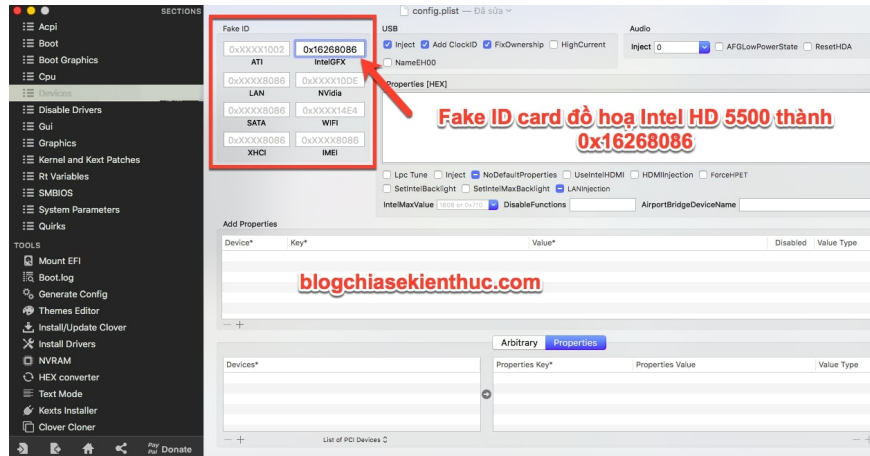 config.plist — Đã sửa
SECTIONS
Acpi
Boot
Boot Graphics
Cpu
Devices
Disable Drivers
Gui
Graphics
Kernel and Kext Patches
Rt Variables
SMBIOS
System Parameters
Quirks
TOOLS
Mount EFI
Boot.log
Generate Config
Themes Editor
Install/Update Clover
Install Drivers
NVRAM
HEX converter
Text Mode
Kexts Installer
Clover Cloner
Pay Pal Donate
Fake ID
0xXXXX1002 0x16268086
ATI IntelGFX
0xXXXX8086 0xXXXX10DE
LAN NVidia
0xXXXX8086 0xXXXX14E4
SATA WIFI
0xXXXX8086 0xXXXX8086
XHCI IMEI
USB
Inject Add ClockID FixOwnership HighCurrent
NameEH00
Audio
Inject 0 AFGLowPowerState ResetHDA
Properties [HEX]
Fake ID card đồ hoạ Intel HD 5500 thành
0x16268086
Lpc Tune Inject NoDefaultProperties UseIntelHDMI HDMIInjection ForceHPET
SetIntelBacklight SetIntelMaxBacklight LANInjection
IntelMaxValue 1808 or 0x710 DisableFunctions AirportBridgeDeviceName
Add Properties
Device* Key* Value* Disabled Value Type
blogchiasekienthuc.com
Arbitrary Properties
Devices* Properties Key* Properties Value Value Type
List of PCI Devices